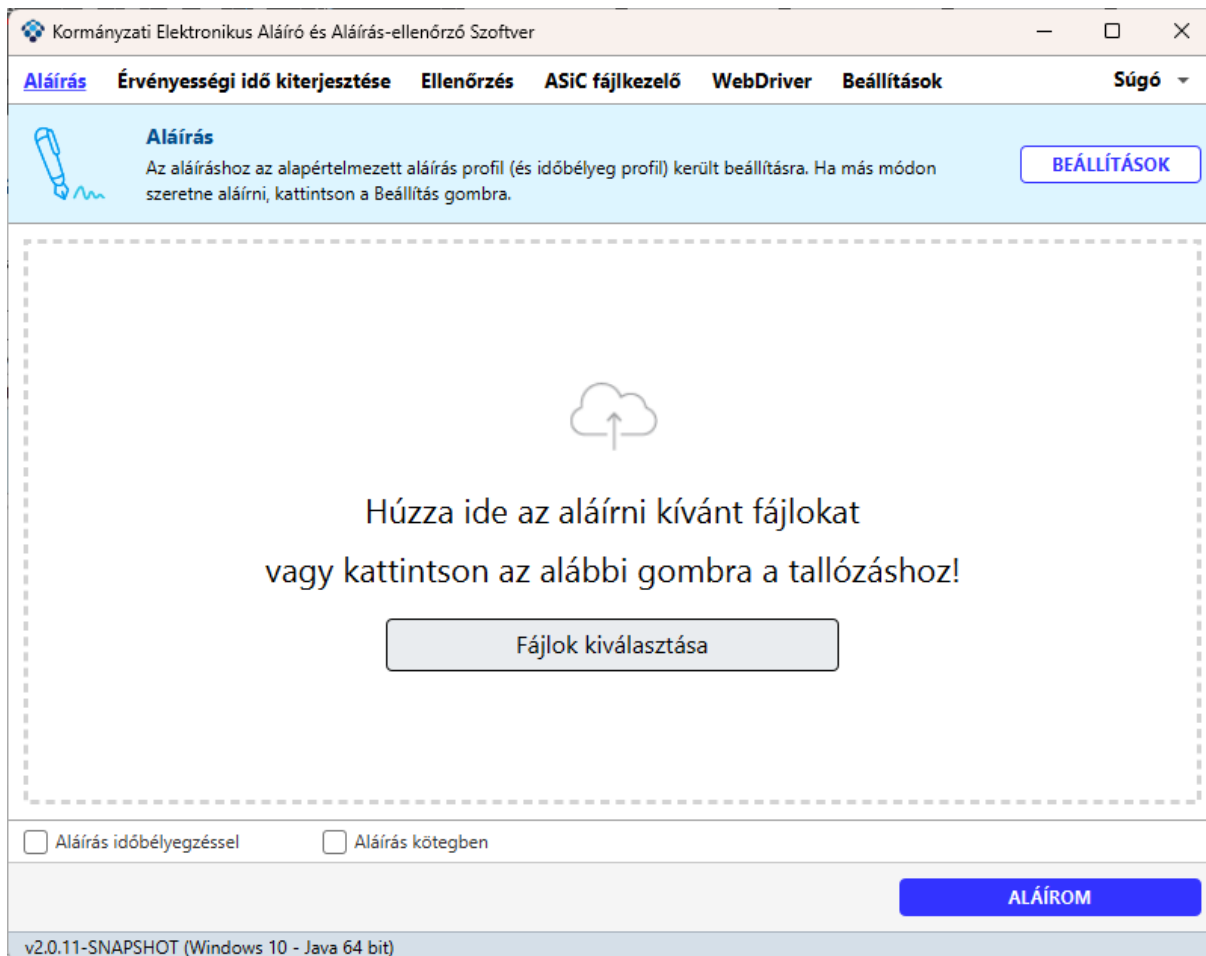 Kormányzati Elektronikus Aláíró és Aláírás-ellenőrző Szoftver
Aláírás Érvényességi idő kiterjesztése Ellenőrzés ASiC fájlkezelő WebDriver Beállítások Súgó
Aláírás
Az aláíráshoz az alapértelmezett aláírás profil (és időbélyeg profil) került beállításra. Ha más módon
szeretne aláírni, kattintson a Beállítás gombra.
BEÁLLÍTÁSOK
Húzza ide az aláírni kívánt fájlokat
vagy kattintson az alábbi gombra a tallózáshoz!
Fájlok kiválasztása
Aláírás időbélyegzéssel Aláírás kötegben
ALÁÍROM
v2.0.11-SNAPSHOT (Windows 10 - Java 64 bit)